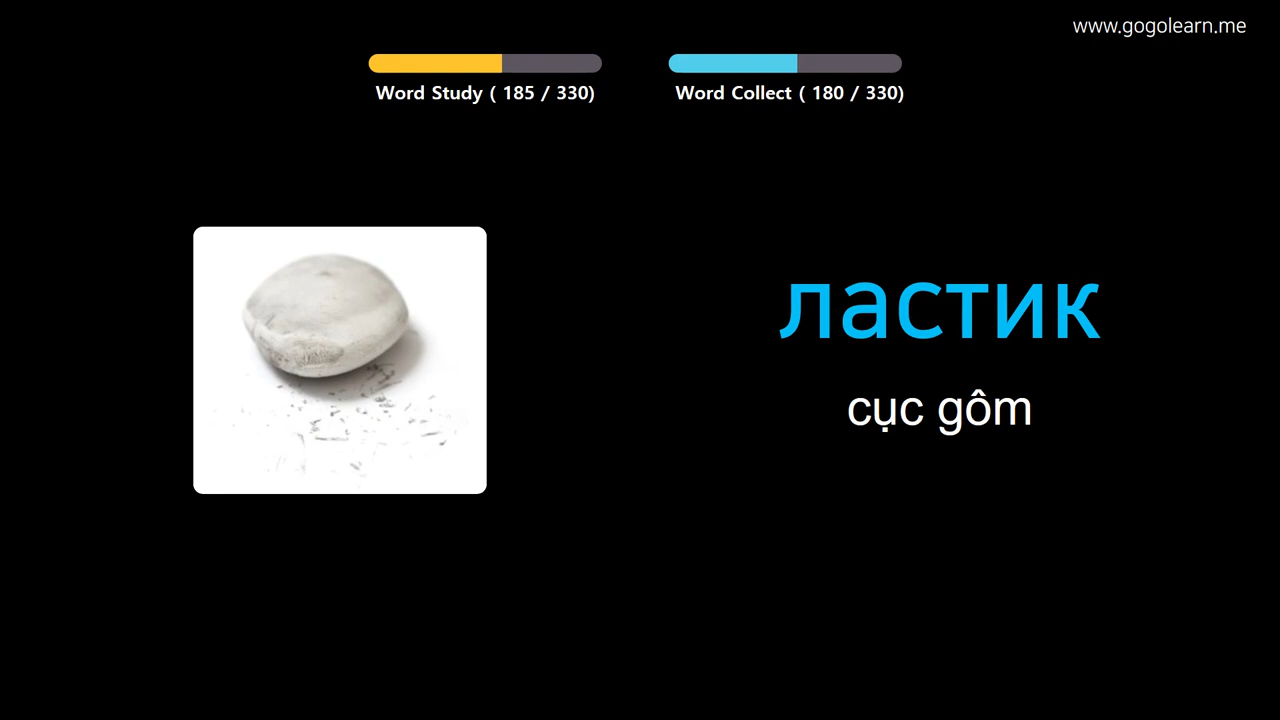 www.gogolearn.me
Word Study ( 185 / 330)
Word Collect ( 180 / 330)
ластик
cục gôm